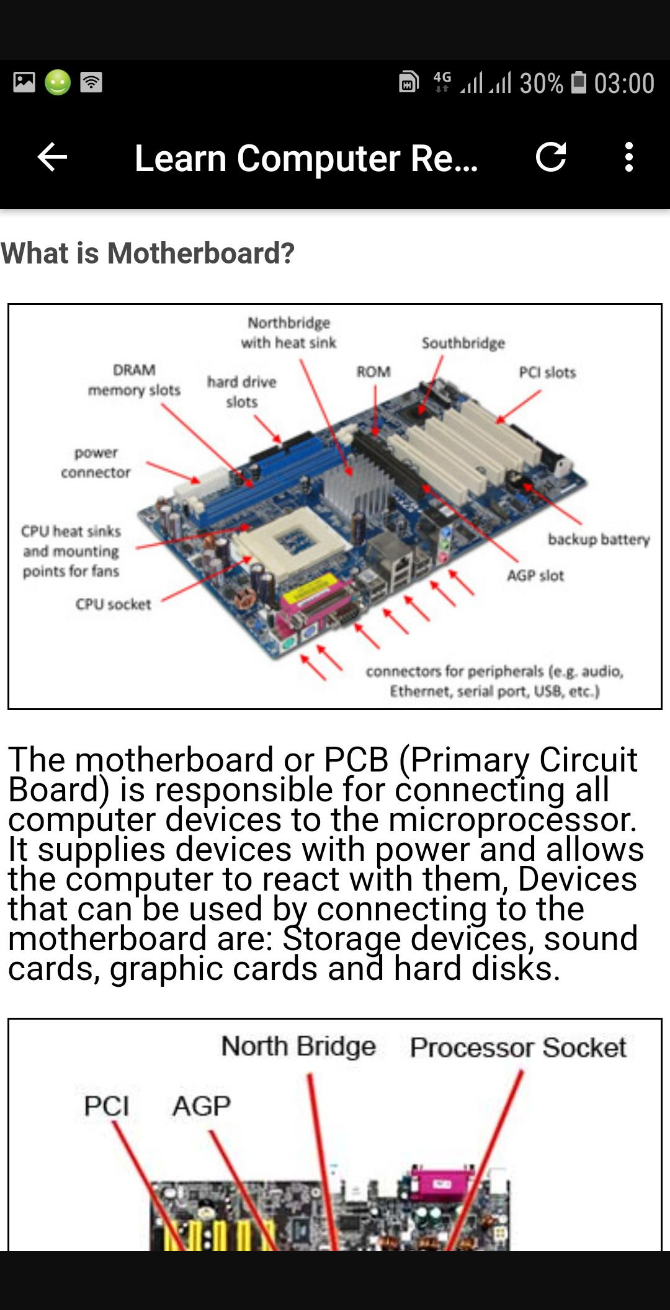 4G 30% 03:00
Learn Computer Re...
What is Motherboard?
Northbridge
with heat sink
Southbridge
DRAM
memory slots
hard drive
slots
ROM
PCI slots
power
connector
CPU heat sinks
and mounting
points for fans
backup battery
AGP slot
CPU socket
connectors for peripherals (e.g. audio,
Ethernet, serial port, USB, etc.)
The motherboard or PCB (Primary Circuit
Board) is responsible for connecting all
computer devices to the microprocessor.
It supplies devices with power and allows
the computer to react with them, Devices
that can be used by connecting to the
motherboard are: Storage devices, sound
cards, graphic cards and hard disks.
North Bridge
Processor Socket
PCI
AGP